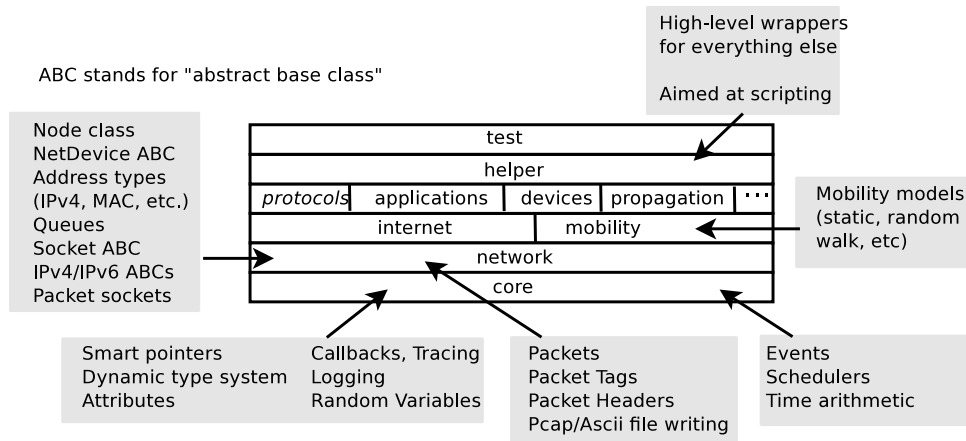 High-level wrappers
for everything else
Aimed at scripting
ABC stands for "abstract base class"
Node class
NetDevice ABC
Address types
(IPv4, MAC, etc.)
Queues
Socket ABC
IPv4/IPv6 ABCs
Packet sockets
test
helper
protocols applications devices propagation ...
internet mobility
network
core
Mobility models
(static, random
walk, etc)
Smart pointers
Dynamic type system
Attributes
Callbacks, Tracing
Logging
Random Variables
Packets
Packet Tags
Packet Headers
Pcap/Ascii file writing
Events
Schedulers
Time arithmetic